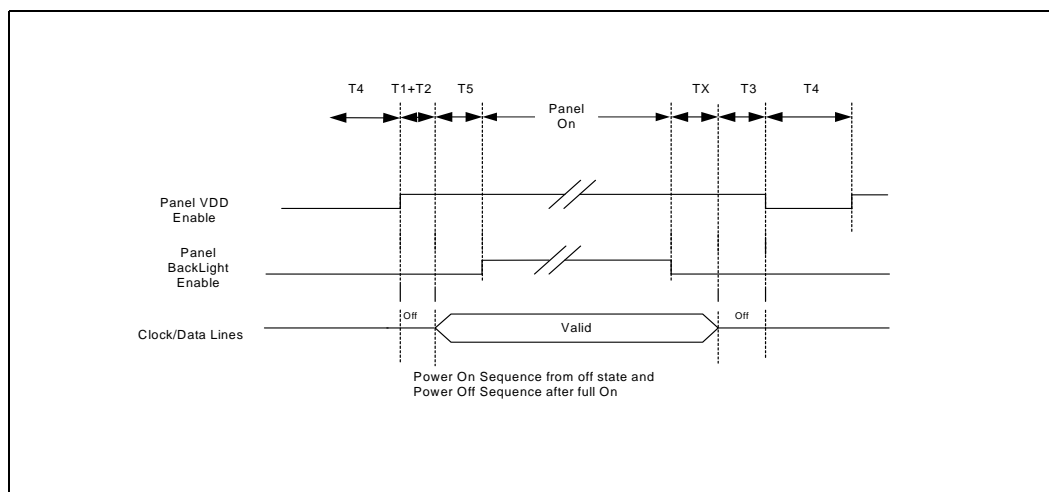 T4 T1+T2 T5 TX T3 T4
Panel
On
Panel VDD
Enable
Panel
BackLight
Enable
Off Off
Clock/Data Lines Valid
Power On Sequence from off state and
Power Off Sequence after full On